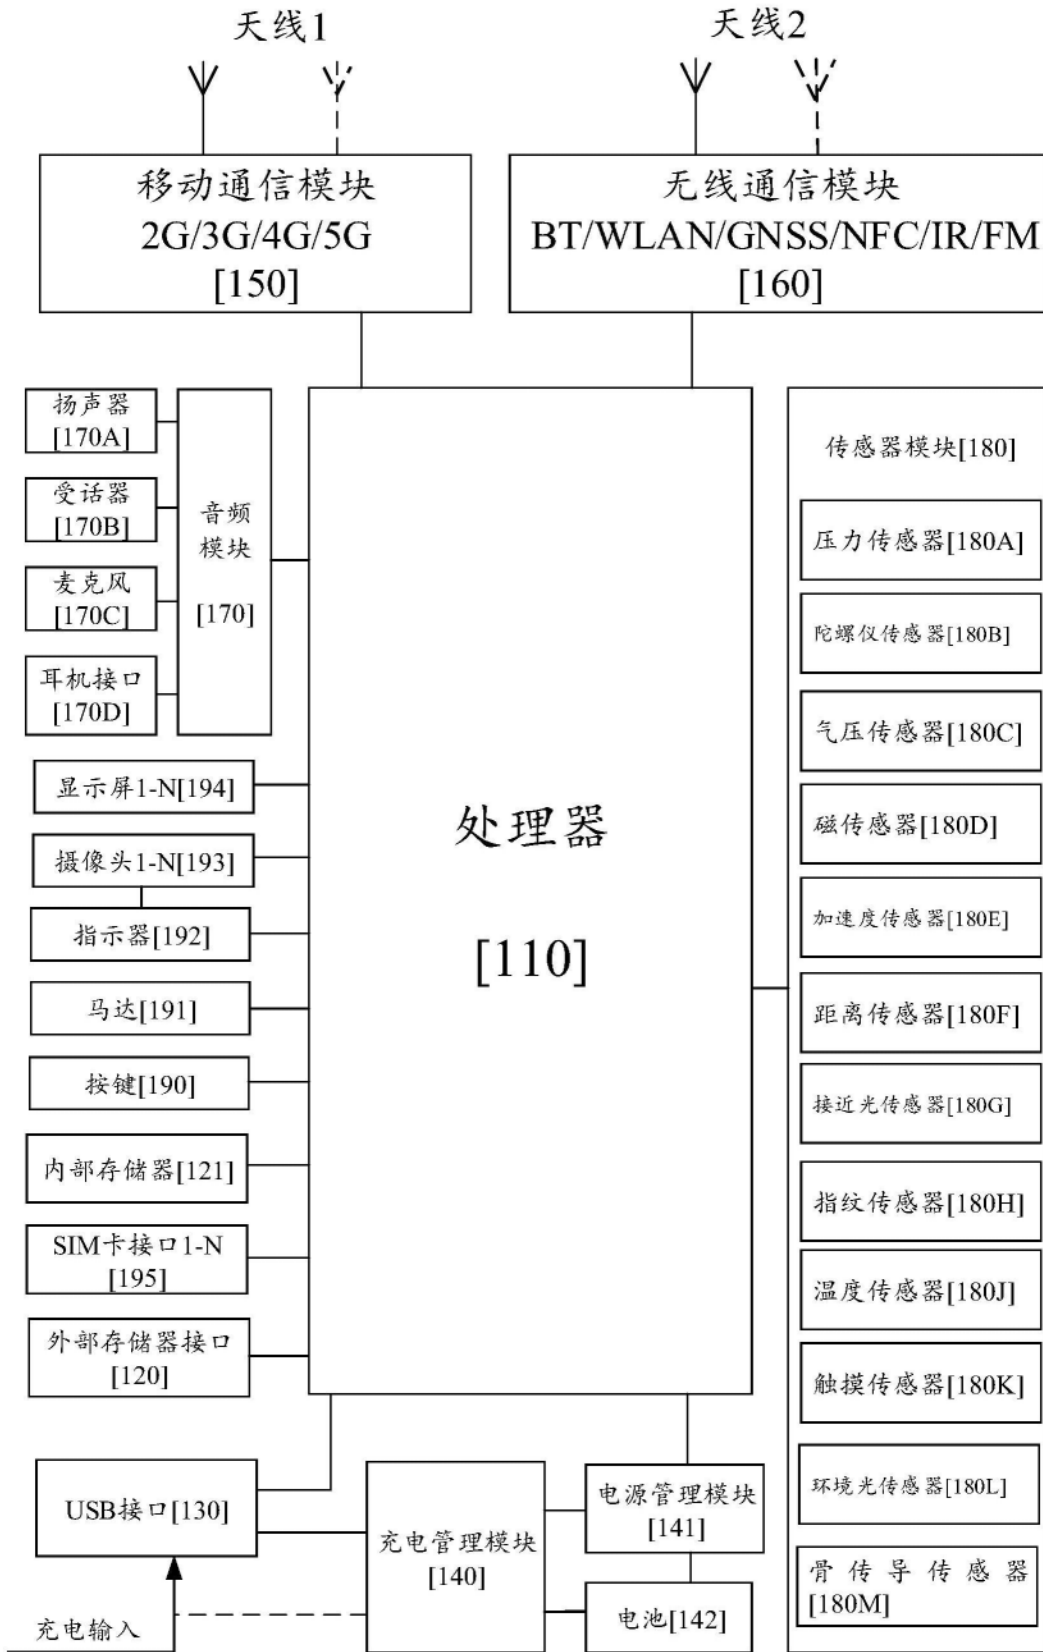 天线1
天线2
移动通信模块
2G/3G/4G/5G
[150]
无线通信模块
BT/WLAN/GNSS/NFC/IR/FM
[160]
扬声器
[170A]
受话器
[170B]
麦克风
[170C]
耳机接口
[170D]
音频
模块
[170]
显示屏1-N[194]
摄像头1-N[193]
指示器[192]
马达[191]
按键[190]
内部存储器[121]
SIM卡接口1-N
[195]
外部存储器接口
[120]
处理器
[110]
传感器模块[180]
压力传感器[180A]
陀螺仪传感器[180B]
气压传感器[180C]
磁传感器[180D]
加速度传感器[180E]
距离传感器[180F]
接近光传感器[180G]
指纹传感器[180H]
温度传感器[180J]
触摸传感器[180K]
环境光传感器[180L]
骨传导传感器
[180M]
USB接口[130]
充电输入
充电管理模块
[140]
电源管理模块
[141]
电池[142]